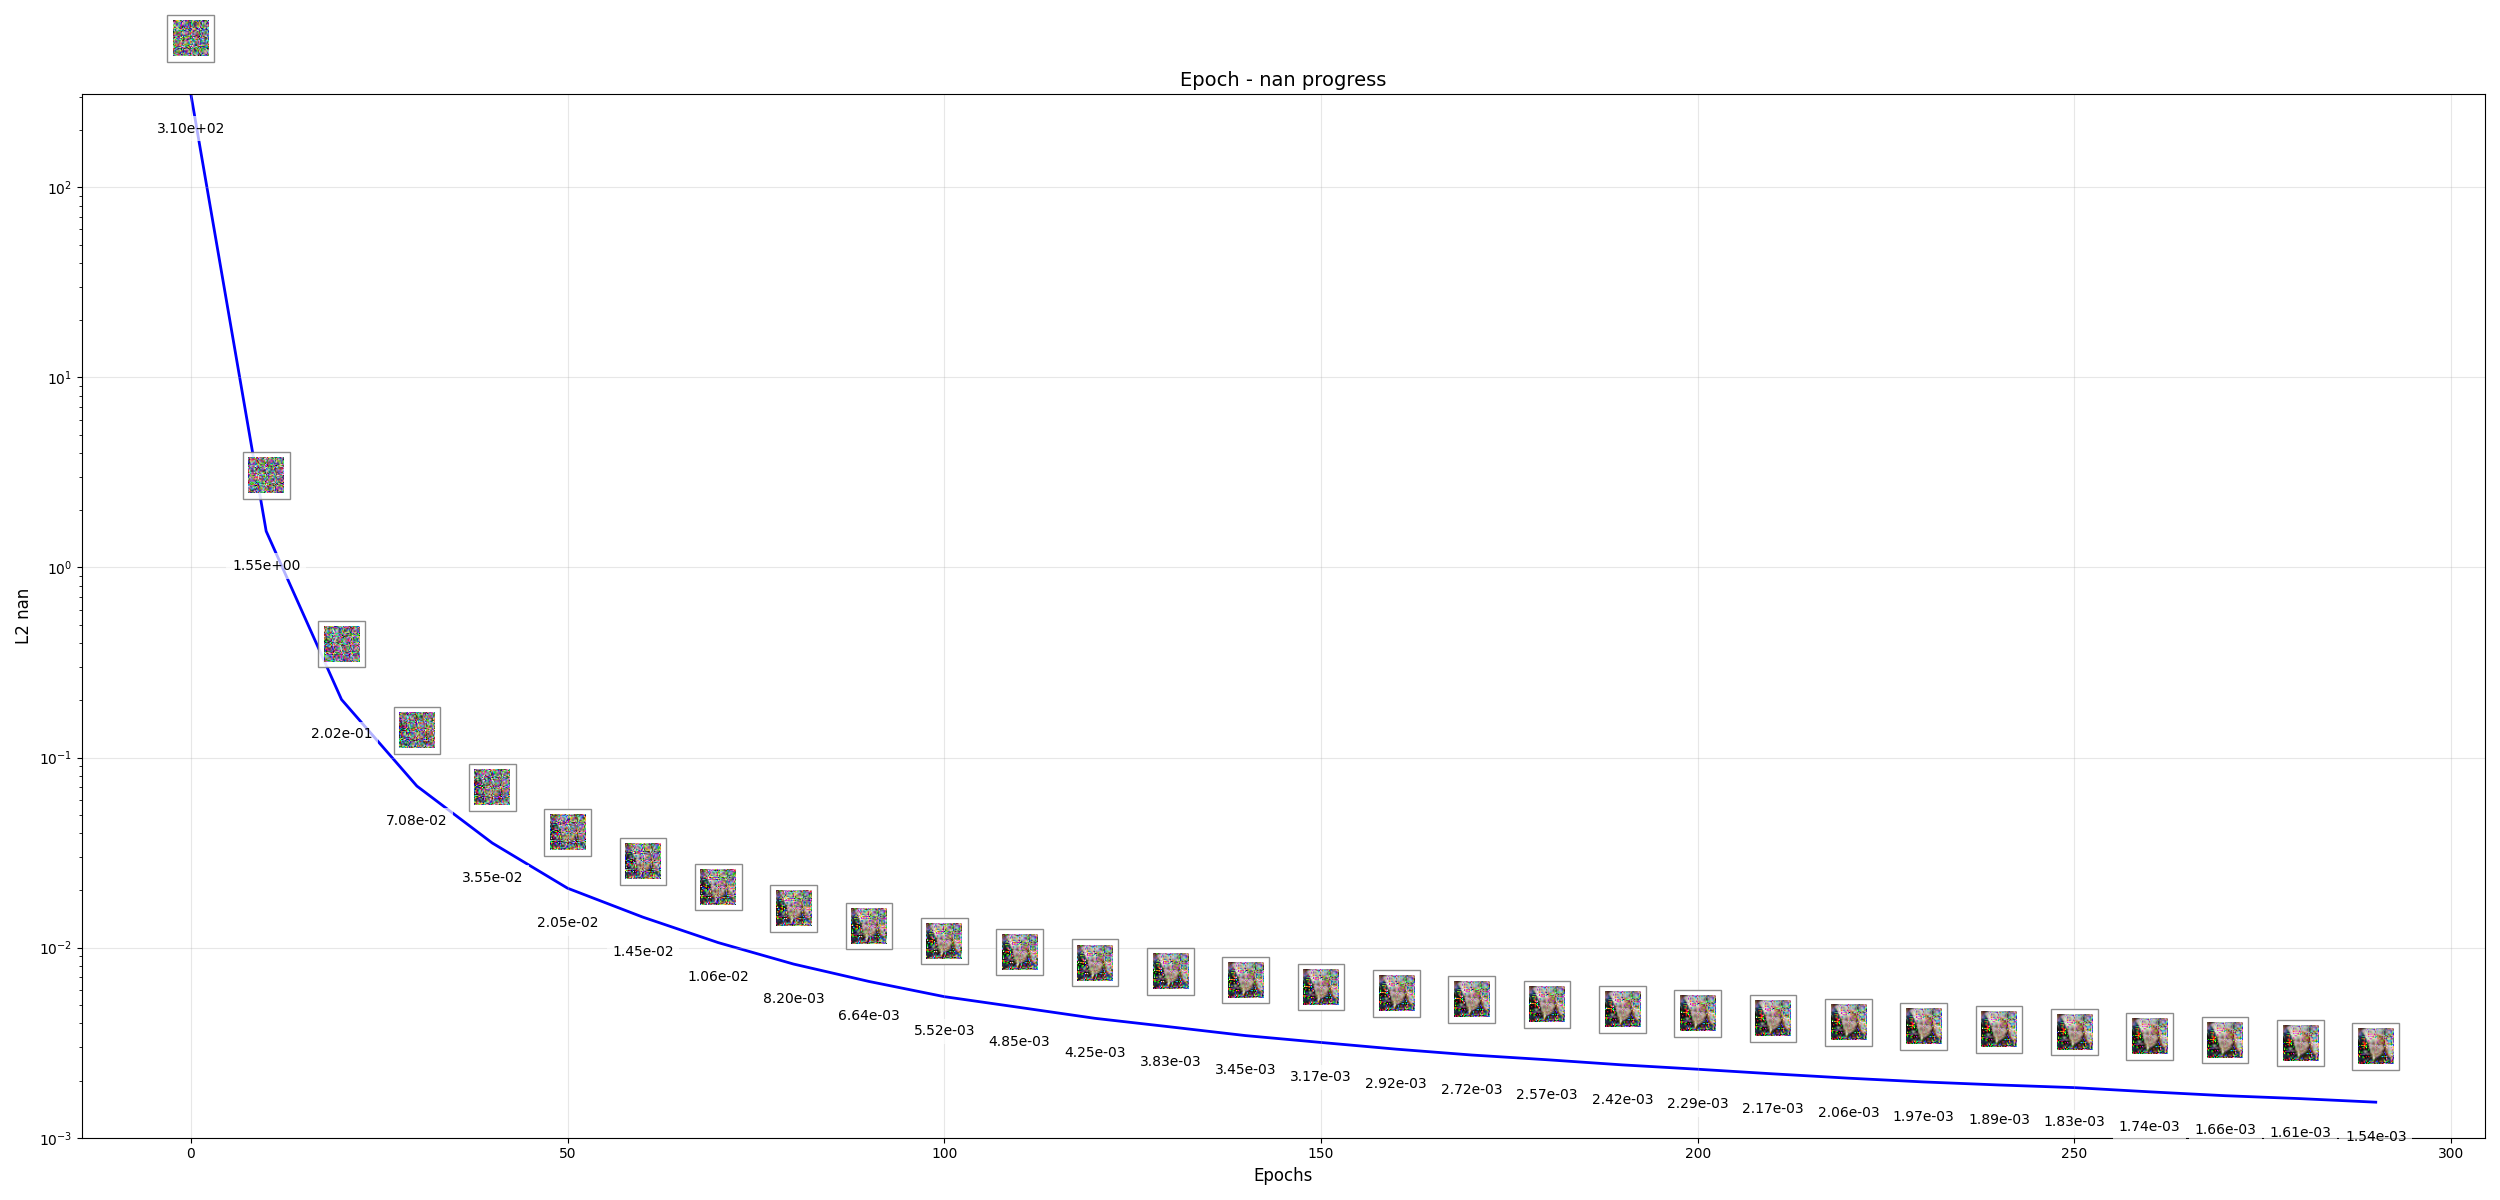 Epoch - nan progress
L2 nan
10²
10¹
10⁰
10⁻¹
10⁻²
10⁻³
3.10e+02
1.55e+00
2.02e-01
7.08e-02
3.55e-02
2.05e-02
1.45e-02
1.06e-02
8.20e-03
6.64e-03
5.52e-03
4.85e-03
4.25e-03
3.83e-03
3.45e-03
3.17e-03
2.92e-03
2.72e-03
2.57e-03
2.42e-03
2.29e-03
2.17e-03
2.06e-03
1.97e-03
1.89e-03
1.83e-03
1.74e-03
1.66e-03
1.61e-03
1.54e-03
0 50 100 150 200 250 300
Epochs